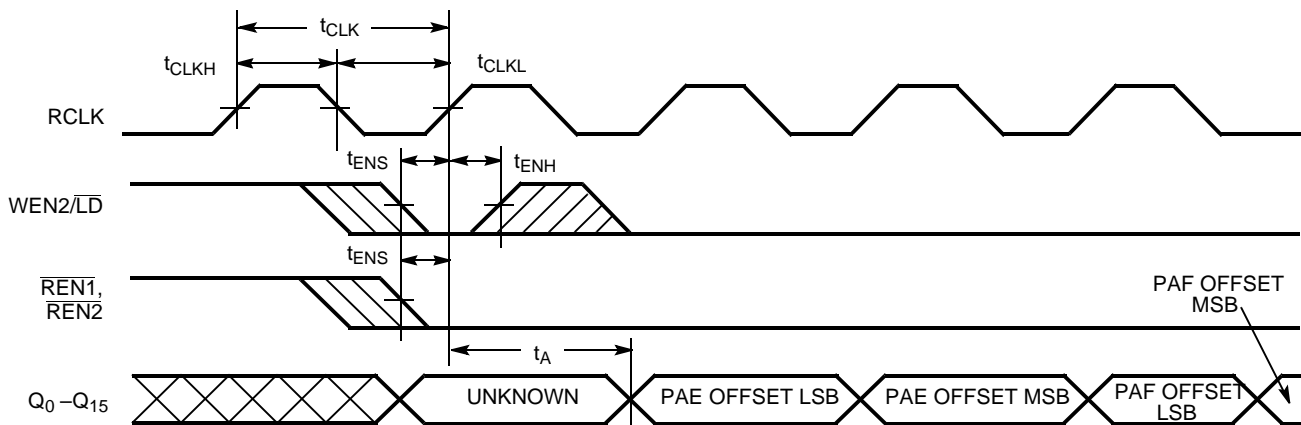 tCLK
tCLKH
tCLKL
RCLK
tENS
tENH
WEN2/LD
tENS
REN1,
REN2
PAF OFFSET
MSB
tA
Q0 –Q15
UNKNOWN
PAE OFFSET LSB
PAE OFFSET MSB
PAF OFFSET
LSB